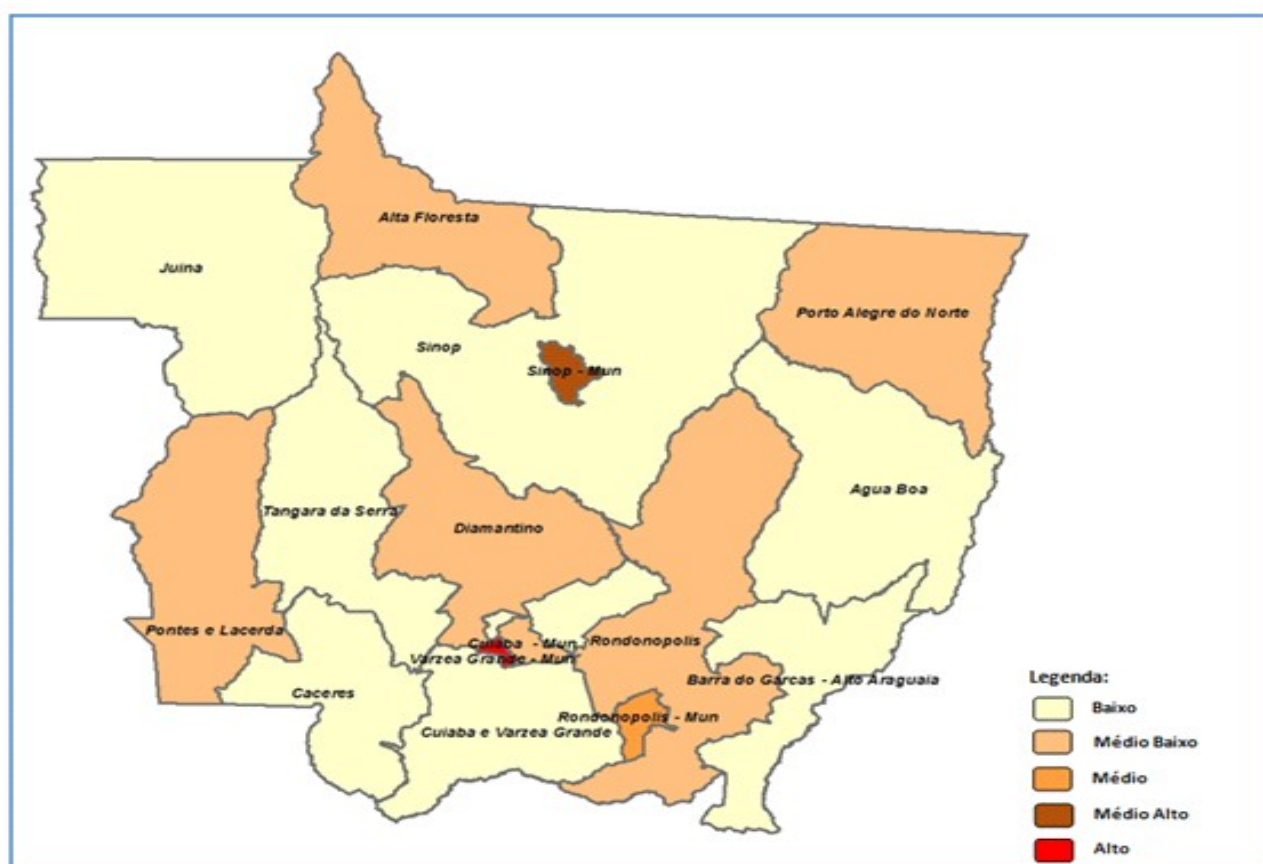 Alta Floresta
Juina
Porto Alegre do Norte
Sinop
Sinop - Mun
Agua Boa
Tangara da Serra
Diamantino
Pontes e Lacerda
Cuiaba - Mun
Rondonopolis
Varzea Grande - Mun
Barra do Garcas - Alto Araguaia
Caceres
Rondonopolis - Mun
Cuiaba e Varzea Grande
Legenda:
Baixo
Médio Baixo
Médio
Médio Alto
Alto